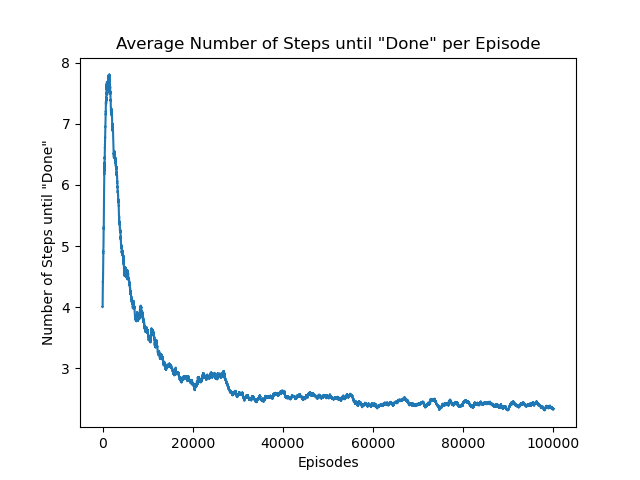 Average Number of Steps until "Done" per Episode
Number of Steps until "Done"
8
7
6
5
4
3
0 20000 40000 60000 80000 100000
Episodes